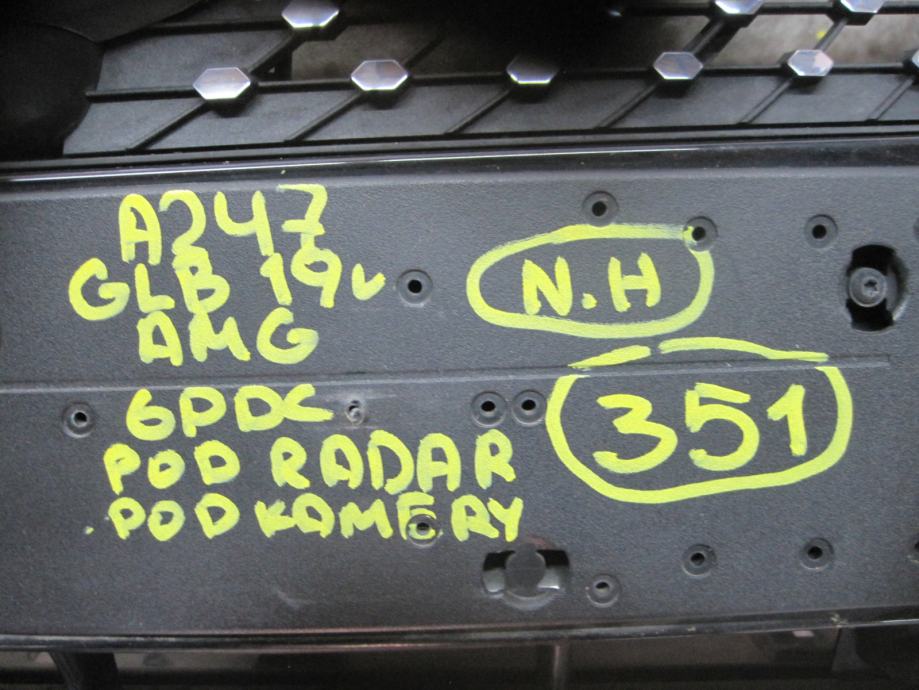 A247
GLB 19v
AMG
N.H
6PDC
POD RADAR
POD KAMERY
351